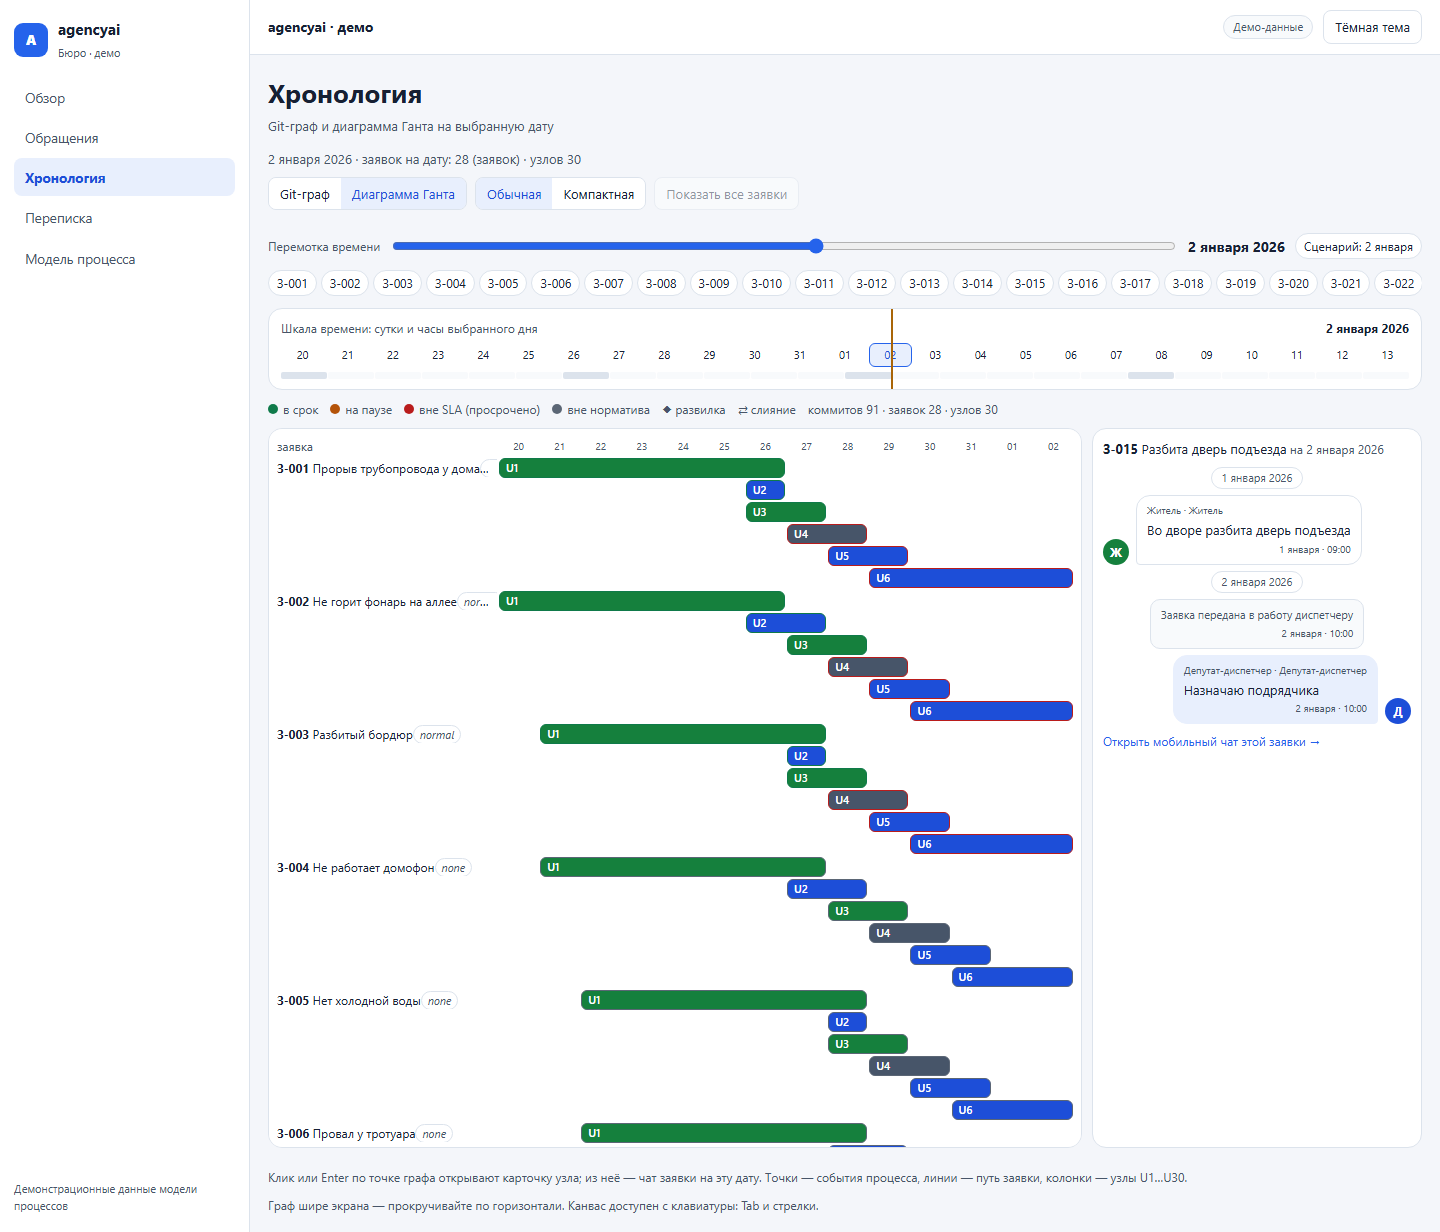 A
agencyai
Бюро · демо
Обзор
Обращения
Хронология
Переписка
Модель процесса
Демонстрационные данные модели
процессов
agencyai · демо
Демо-данные
Тёмная тема
Хронология
Git-граф и диаграмма Ганта на выбранную дату
2 января 2026 · заявок на дату: 28 (заявок) · узлов 30
Git-граф Диаграмма Ганта Обычная Компактная Показать все заявки
Перемотка времени 2 января 2026 Сценарий: 2 января
З-001 З-002 З-003 З-004 З-005 З-006 З-007 З-008 З-009 З-010 З-011 З-012 З-013 З-014 З-015 З-016 З-017 З-018 З-019 З-020 З-021 З-022
Шкала времени: сутки и часы выбранного дня 2 января 2026
20 21 22 23 24 25 26 27 28 29 30 31 01 02 03 04 05 06 07 08 09 10 11 12 13
в срок на паузе вне SLA (просрочено) вне норматива ◆ развилка ⇄ слияние коммитов 91 · заявок 28 · узлов 30
заявка 20 21 22 23 24 25 26 27 28 29 30 31 01 02
З-001 Прорыв трубопровода у дома... U1
U2
U3
U4
U5
U6
З-002 Не горит фонарь на аллее nor... U1
U2
U3
U4
U5
U6
З-003 Разбитый бордюр normal U1
U2
U3
U4
U5
U6
З-004 Не работает домофон none U1
U2
U3
U4
U5
U6
З-005 Нет холодной воды none U1
U2
U3
U4
U5
U6
З-006 Провал у тротуара none U1
З-015 Разбита дверь подъезда на 2 января 2026
1 января 2026
Житель · Житель
Во дворе разбита дверь подъезда
1 января · 09:00
Ж
2 января 2026
Заявка передана в работу диспетчеру
2 января · 10:00
Депутат-диспетчер · Депутат-диспетчер
Назначаю подрядчика
2 января · 10:00
Д
Открыть мобильный чат этой заявки →
Клик или Enter по точке графа открывают карточку узла; из неё — чат заявки на эту дату. Точки — события процесса, линии — путь заявки, колонки — узлы U1…U30.
Граф шире экрана — прокручивайте по горизонтали. Канвас доступен с клавиатуры: Tab и стрелки.